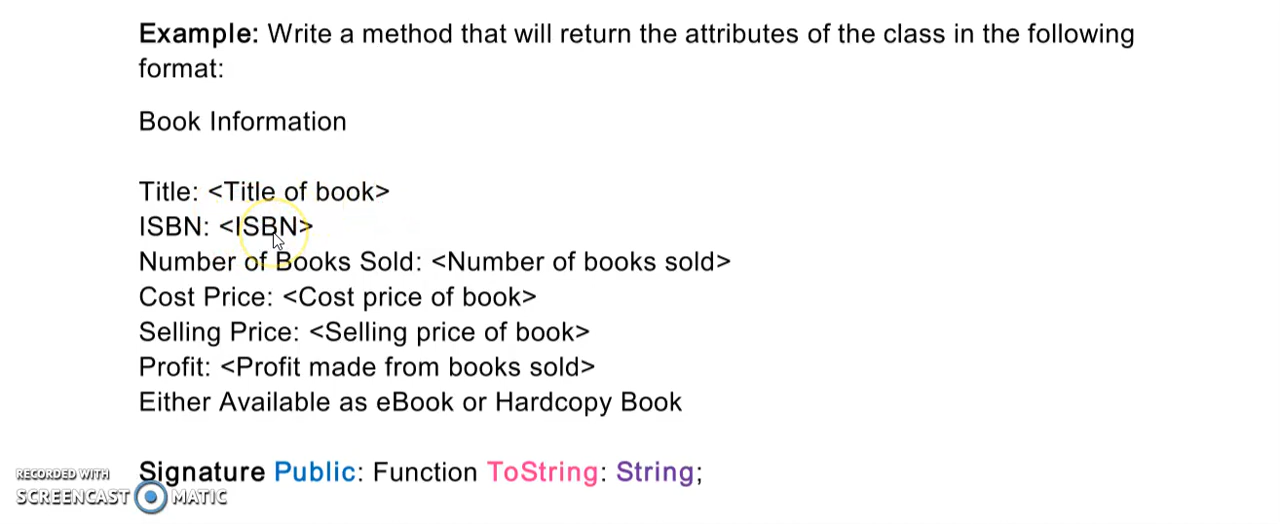 Example: Write a method that will return the attributes of the class in the following
format:
Book Information
Title: <Title of book>
ISBN: <ISBN>
Number of Books Sold: <Number of books sold>
Cost Price: <Cost price of book>
Selling Price: <Selling price of book>
Profit: <Profit made from books sold>
Either Available as eBook or Hardcopy Book
Signature Public: Function ToString: String;
RECORDED WITH
SCREENCAST MATIC